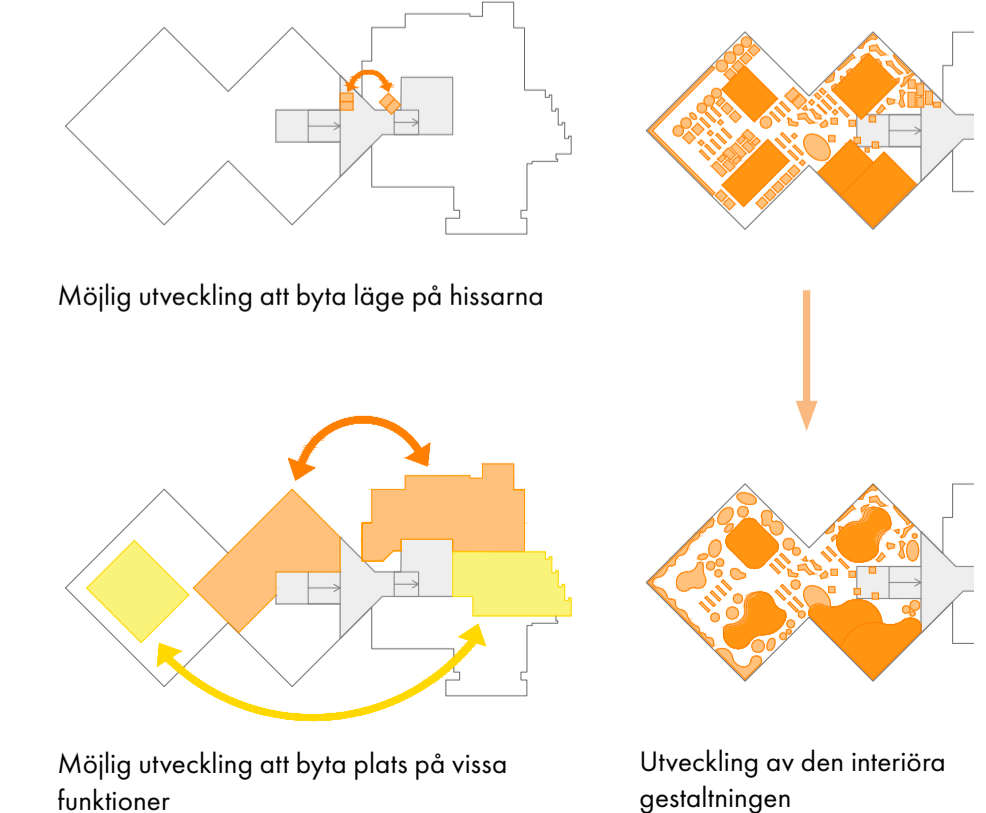 Möjlig utveckling att byta läge på hissarna
Möjlig utveckling att byta plats på vissa
funktioner
Utveckling av den interiöra
gestaltningen